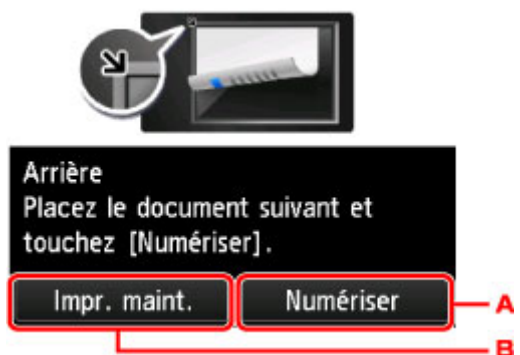 Arrière
Placez le document suivant et
touchez [Numériser].
Impr. maint. Numériser A
B